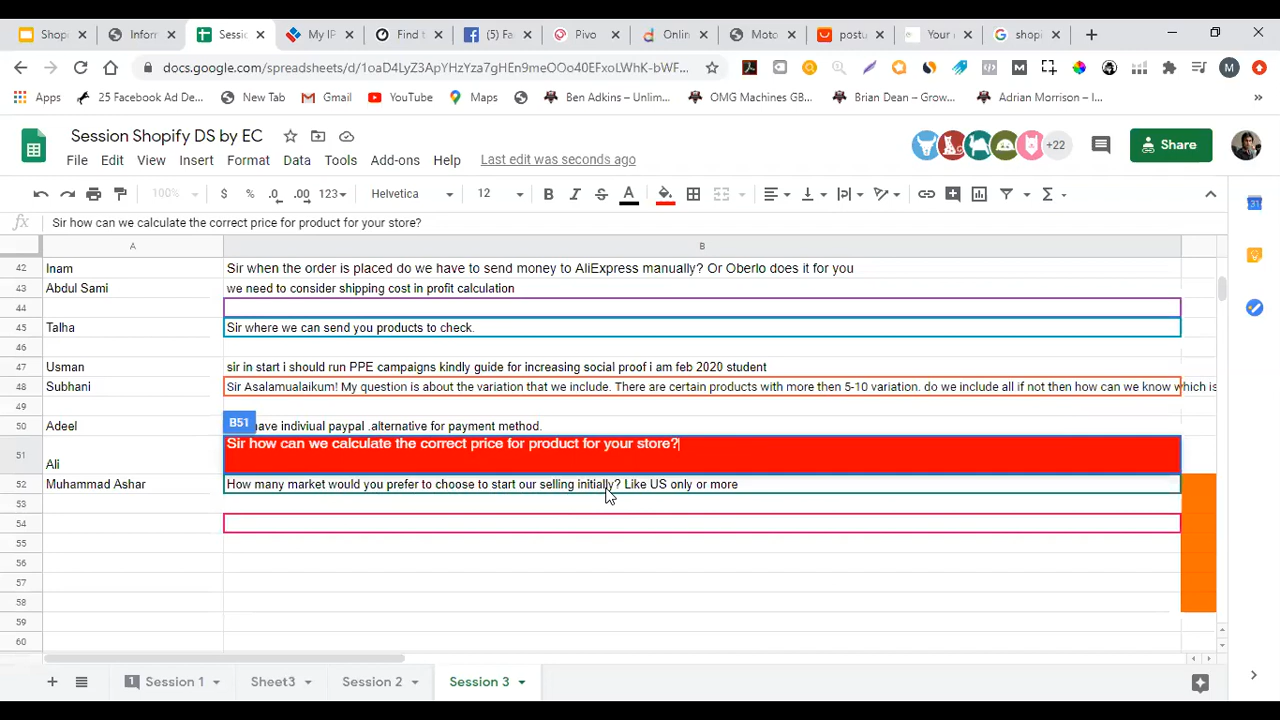 Shop
Inforr
Sessi
My IP
Find t
(5) Fa
Pivo
Onlin
Moto
postu
Your
shopi
docs.google.com/spreadsheets/d/1oaD4LyZ3ApYHzYza7gHEn9meOOo40EFxoLWhK-bWF...
Apps
25 Facebook Ad De...
New Tab
Gmail
YouTube
Maps
Ben Adkins – Unlim...
OMG Machines GB...
Brian Dean – Grow...
Adrian Morrison – I...
Session Shopify DS by EC
File Edit View Insert Format Data Tools Add-ons Help Last edit was seconds ago
+22
Share
100% $ % .0 .00 123 Helvetica 12 B I S A
fx Sir how can we calculate the correct price for product for your store?
A B
42 Inam Sir when the order is placed do we have to send money to AliExpress manually? Or Oberlo does it for you
43 Abdul Sami we need to consider shipping cost in profit calculation
44
45 Talha Sir where we can send you products to check.
46
47 Usman sir in start i should run PPE campaigns kindly guide for increasing social proof i am feb 2020 student
48 Subhani Sir Asalamualaikum! My question is about the variation that we include. There are certain products with more then 5-10 variation. do we include all if not then how can we know which is
49
50 Adeel have indiviual paypal .alternative for payment method.
B51
51 Ali Sir how can we calculate the correct price for product for your store?
52 Muhammad Ashar How many market would you prefer to choose to start our selling initially? Like US only or more
53
54
55
56
57
58
59
60
1 Session 1
Sheet3
Session 2
Session 3